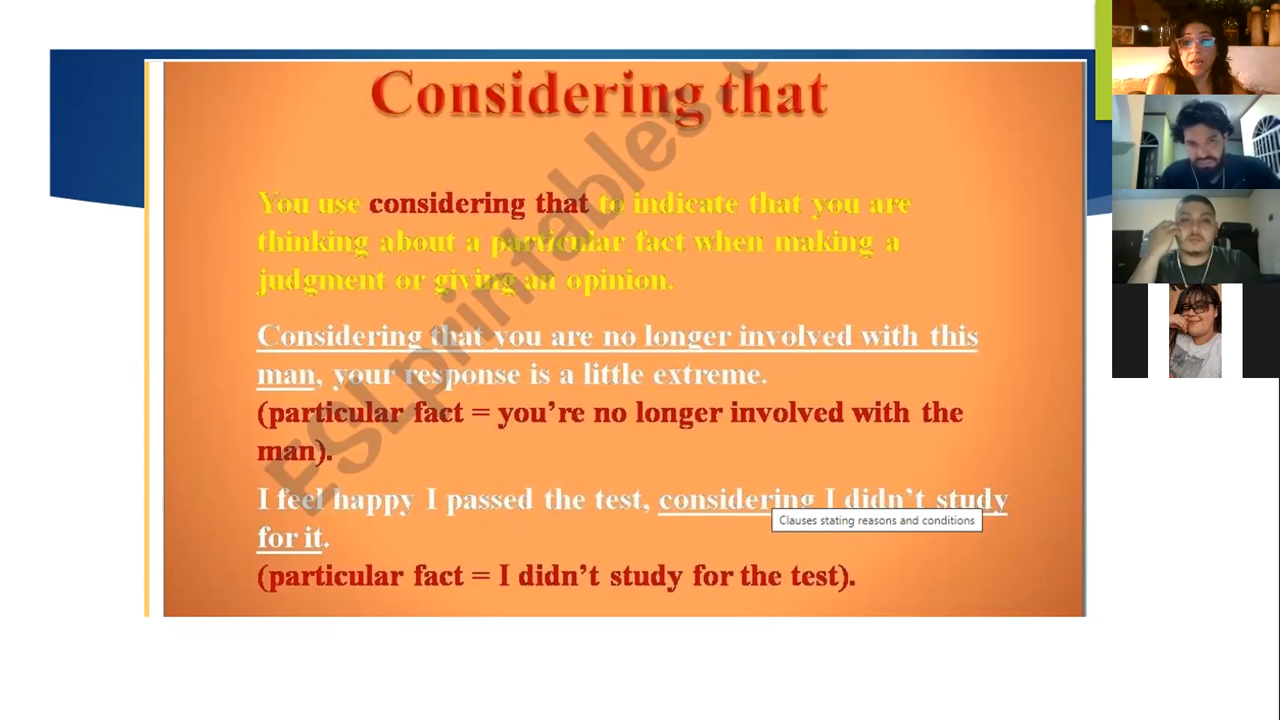 Considering that
You use considering that to indicate that you are
thinking about a particular fact when making a
judgment or giving an opinion.
Considering that you are no longer involved with this
man, your response is a little extreme.
(particular fact = you're no longer involved with the
man).
I feel happy I passed the test, considering I didn't study
Clauses stating reasons and conditions
for it.
(particular fact = I didn't study for the test).
ESLprintables.